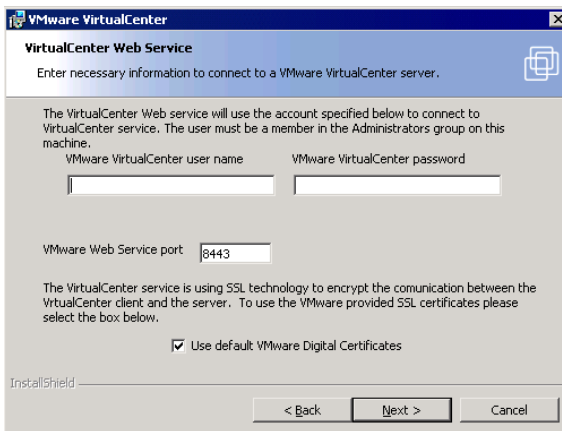 VMware VirtualCenter
VirtualCenter Web Service
Enter necessary information to connect to a VMware VirtualCenter server.
The VirtualCenter Web service will use the account specified below to connect to
VirtualCenter service. The user must be a member in the Administrators group on this
machine.
VMware VirtualCenter user name VMware VirtualCenter password
VMware Web Service port 8443
The VirtualCenter service is using SSL technology to encrypt the comunication between the
VrtualCenter client and the server. To use the VMware provided SSL certificates please
select the box below.
Use default VMware Digital Certificates
InstallShield
< Back Next > Cancel